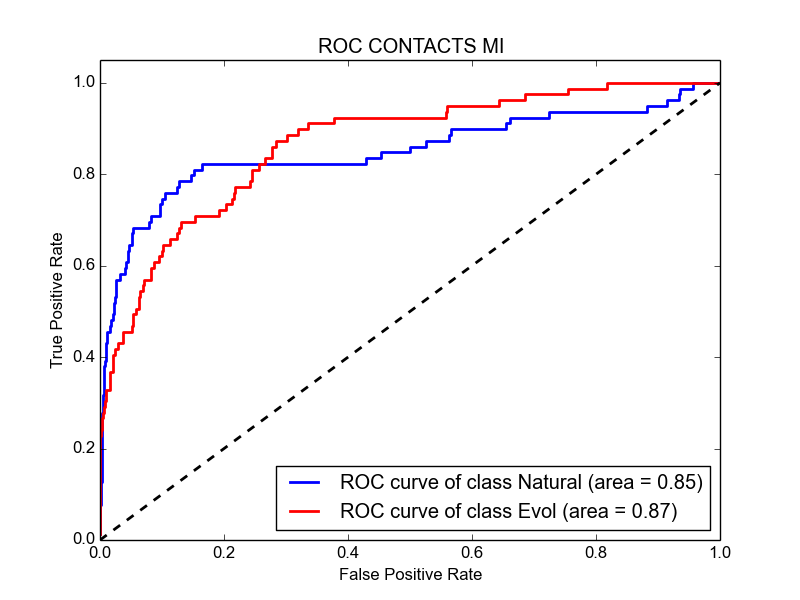 ROC CONTACTS MI
True Positive Rate
1.0
0.8
0.6
0.4
0.2
0.0
ROC curve of class Natural (area = 0.85)
ROC curve of class Evol (area = 0.87)
0.0 0.2 0.4 0.6 0.8 1.0
False Positive Rate